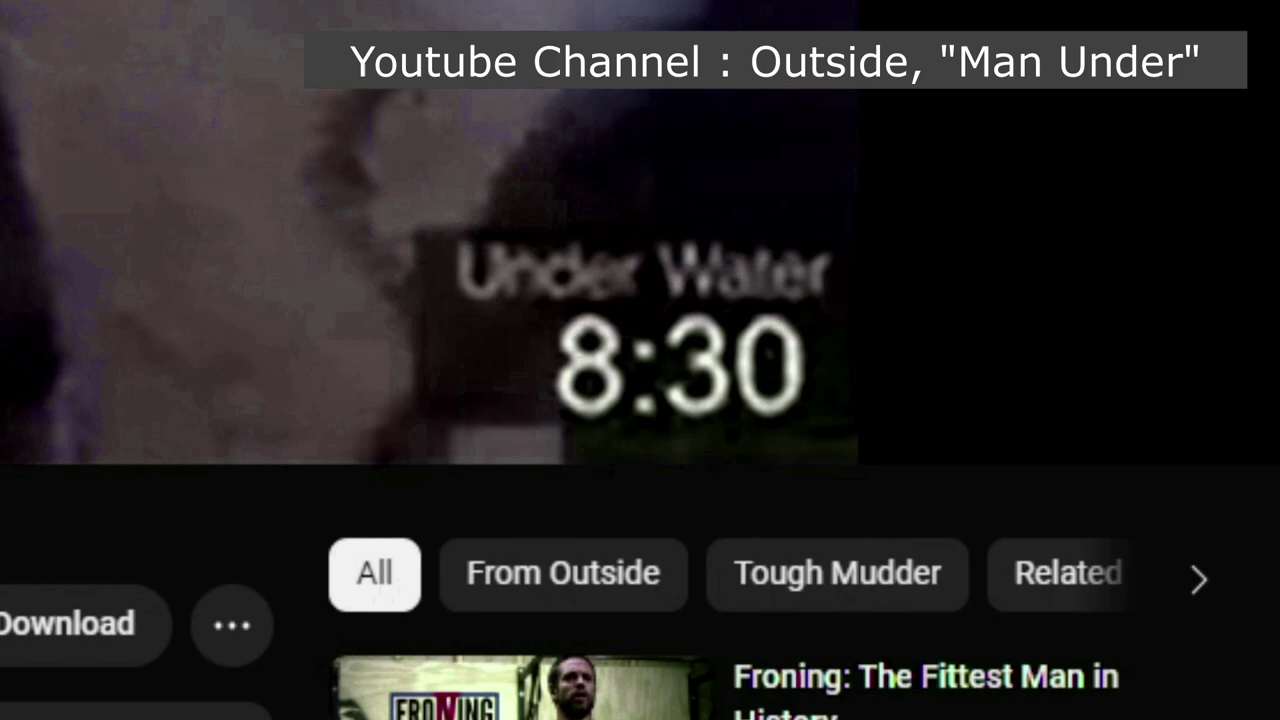 Youtube Channel : Outside, "Man Under"
Under Water
8:30
All
From Outside
Tough Mudder
Related
Download
Froning: The Fittest Man in
History
FRONING